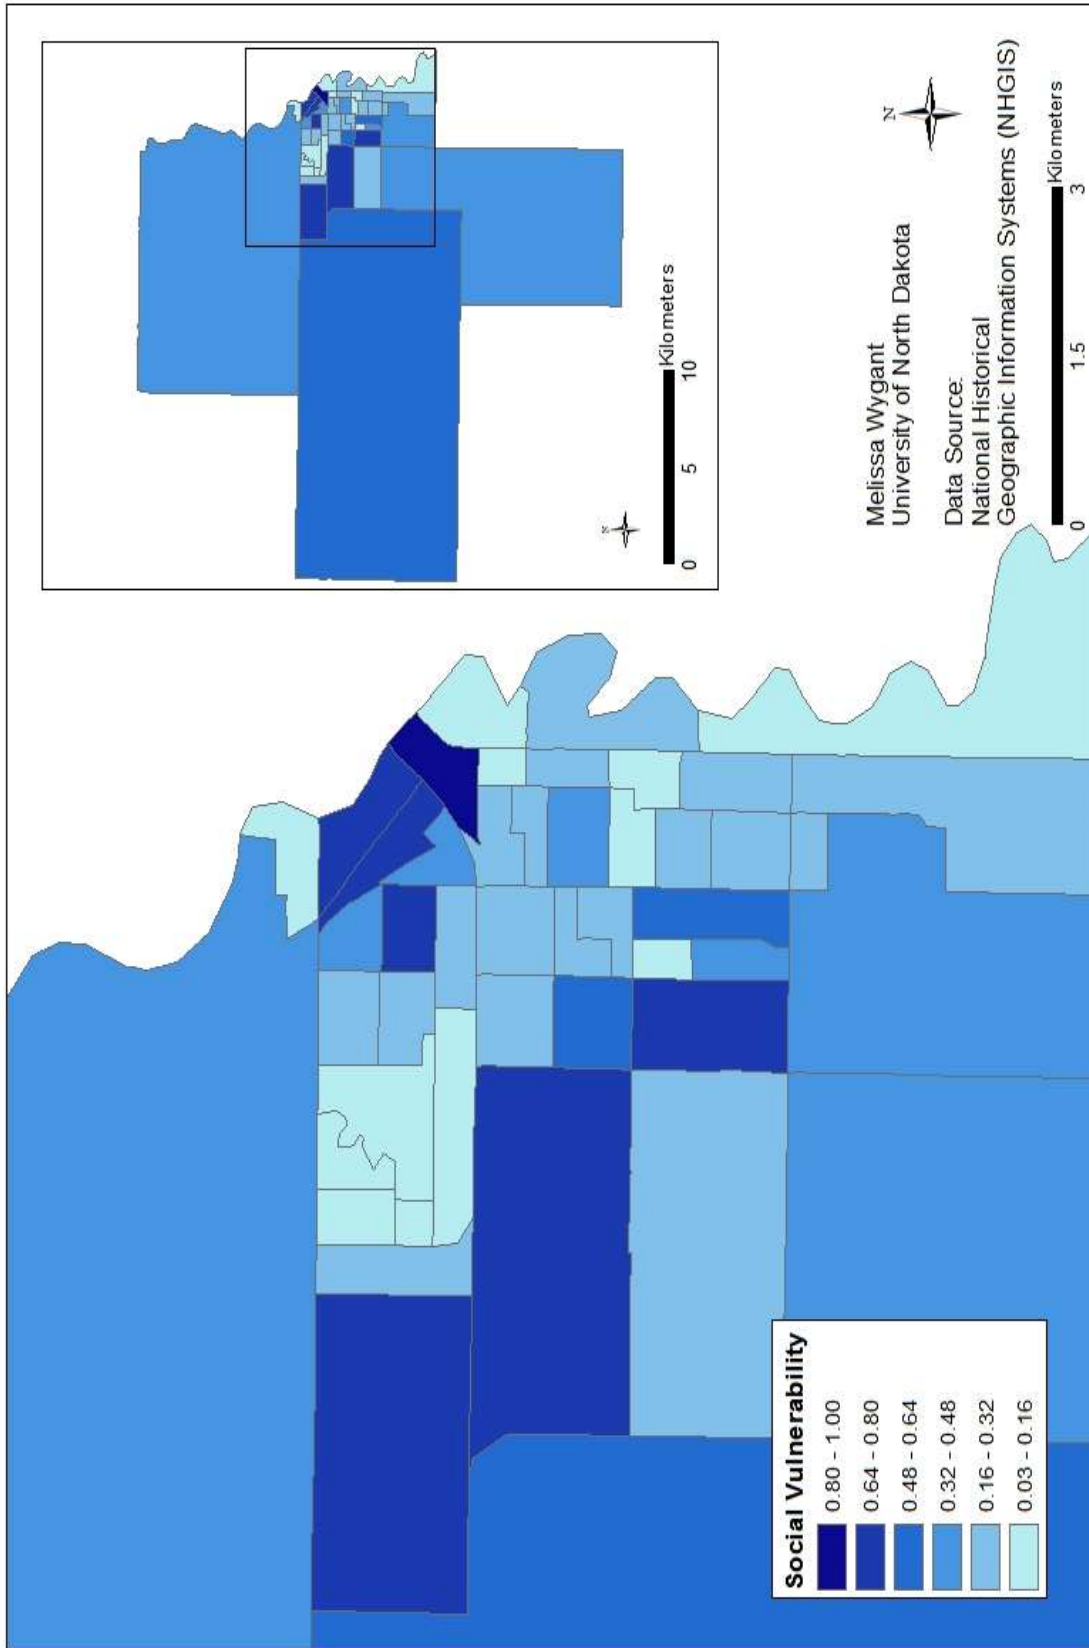 N
0
5
10
Kilometers
Melissa Wygant
University of North Dakota
Data Source:
National Historical
Geographic Information Systems (NHGIS)
N
0
1.5
3
Kilometers
Social Vulnerability
0.80 - 1.00
0.64 - 0.80
0.48 - 0.64
0.32 - 0.48
0.16 - 0.32
0.03 - 0.16